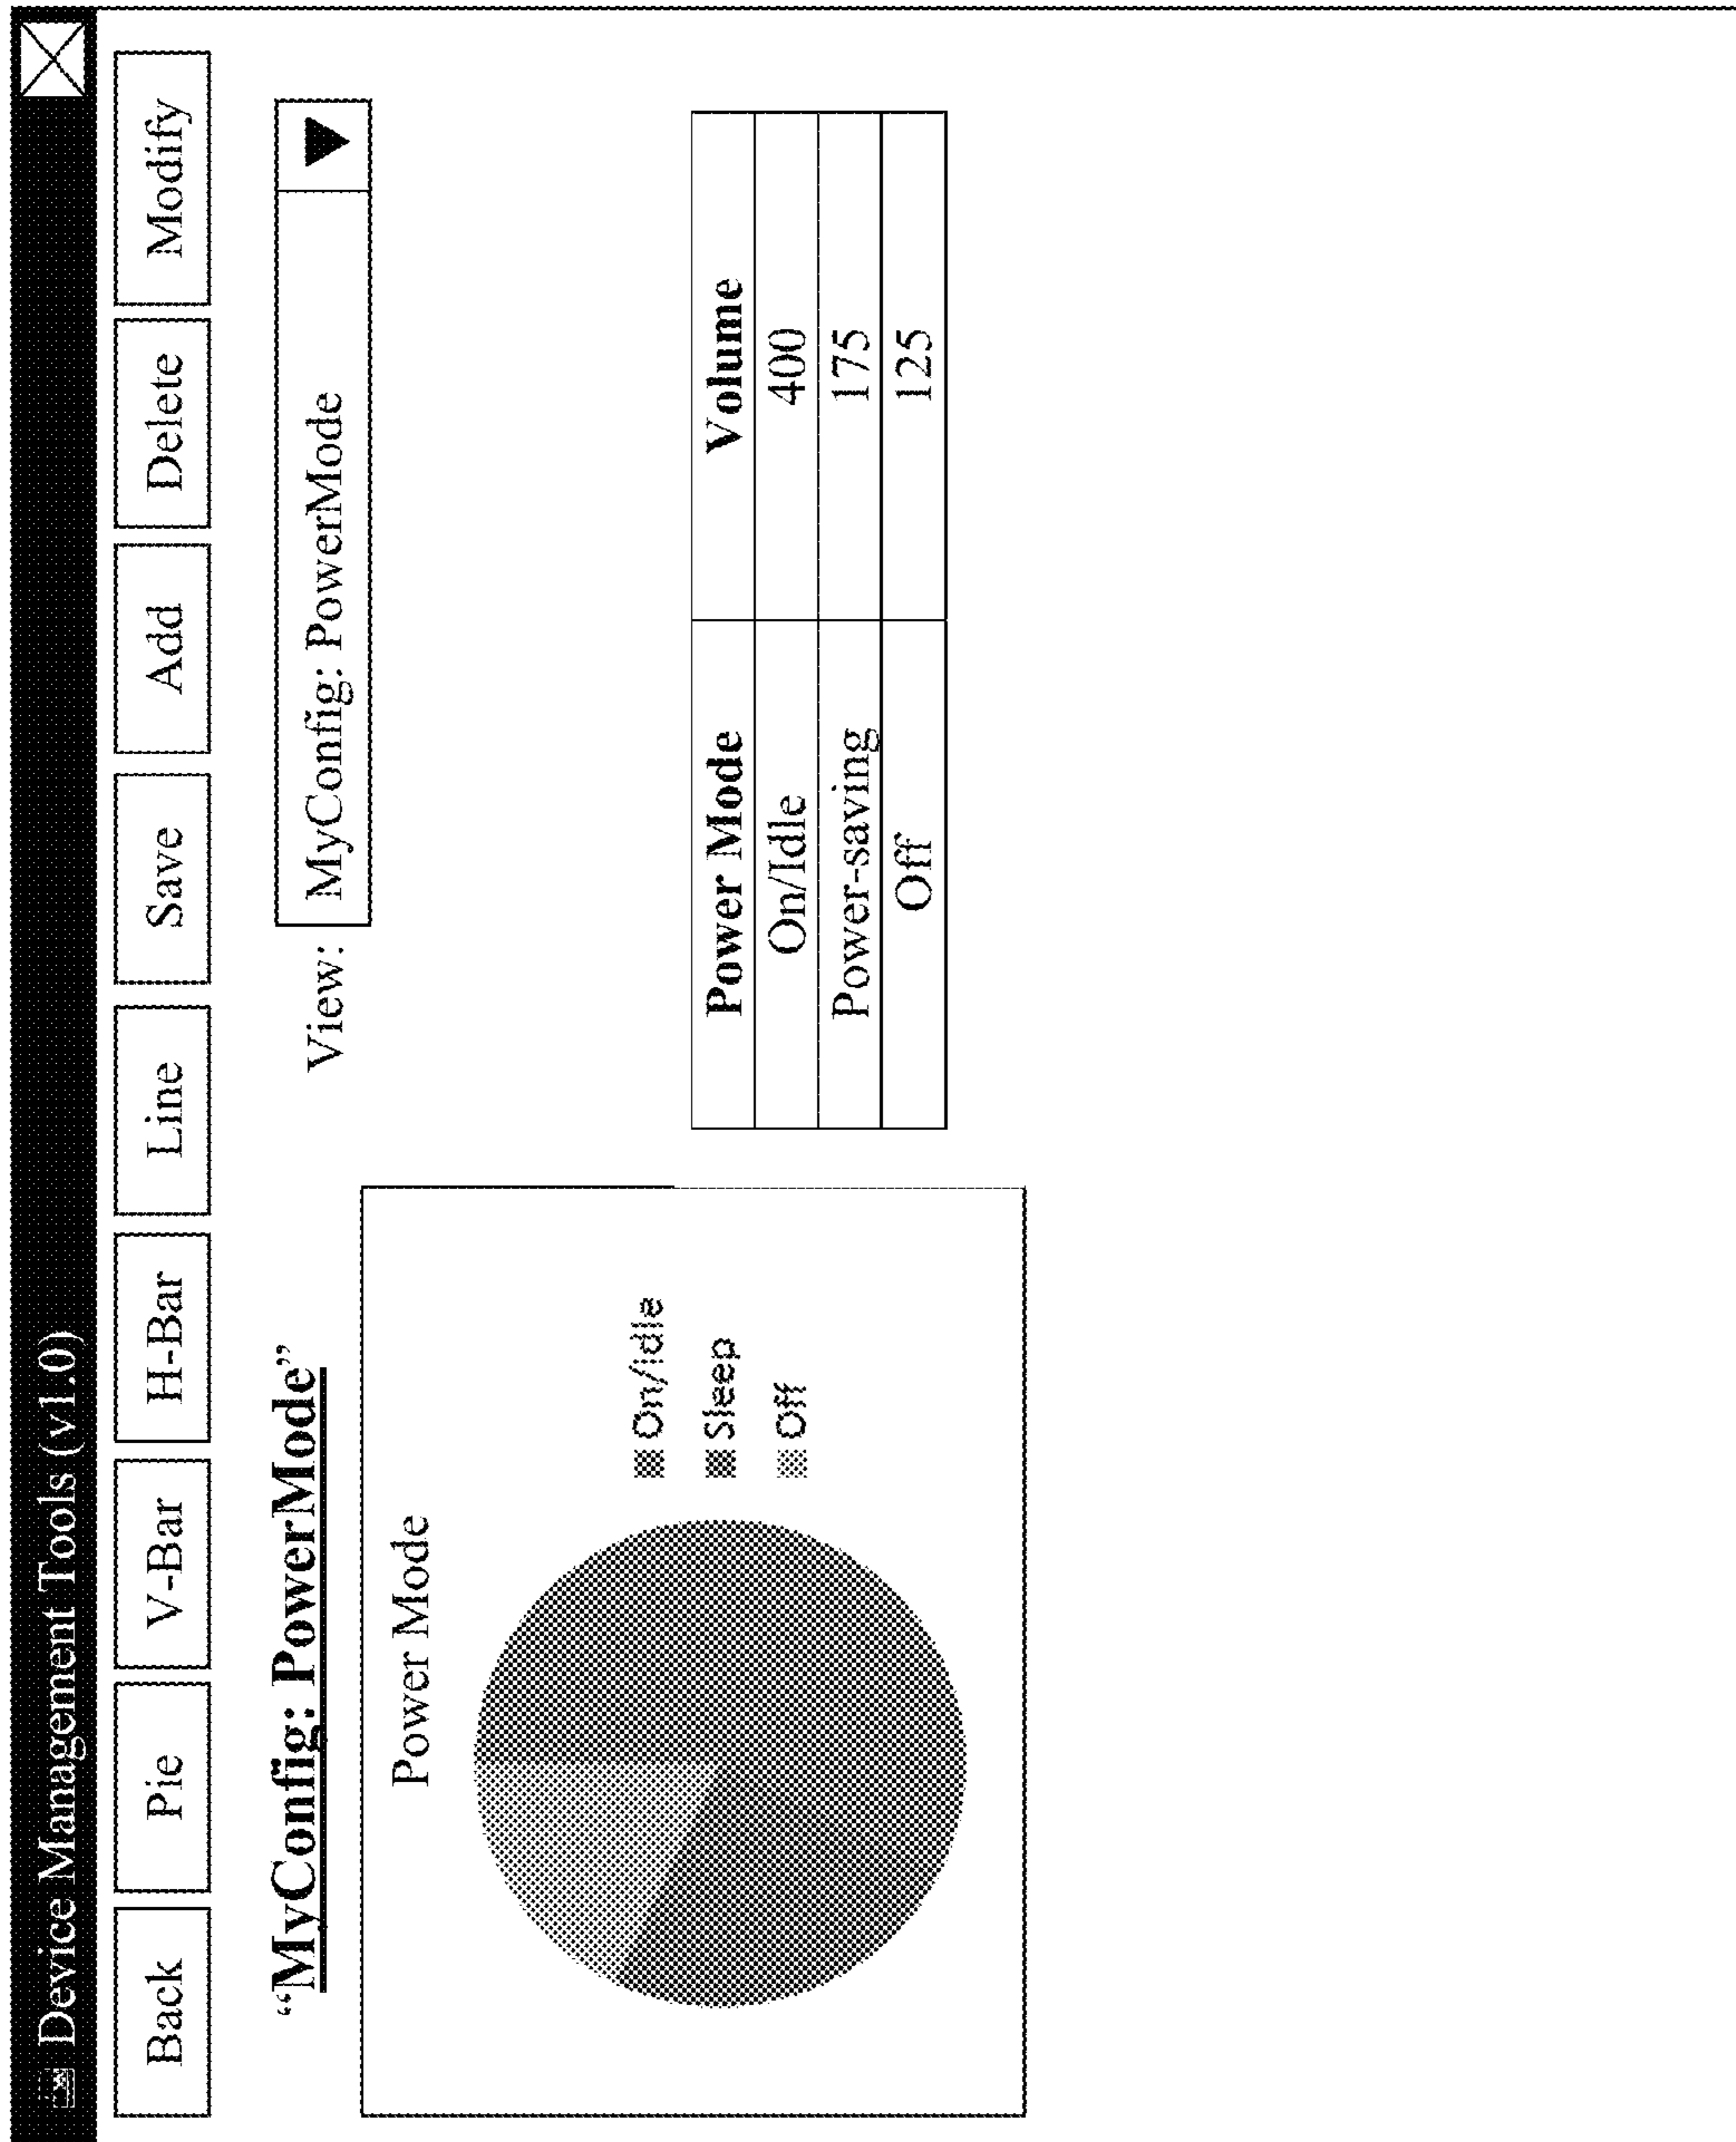 Device Management Tools (v1.0)
Back Pie V-Bar H-Bar Line Save Add Delete Modify
“MyConfig: PowerMode”
View: MyConfig: PowerMode
Power Mode
On/Idle
Sleep
Off
Power Mode Volume
On/Idle 400
Power-saving 175
Off 125